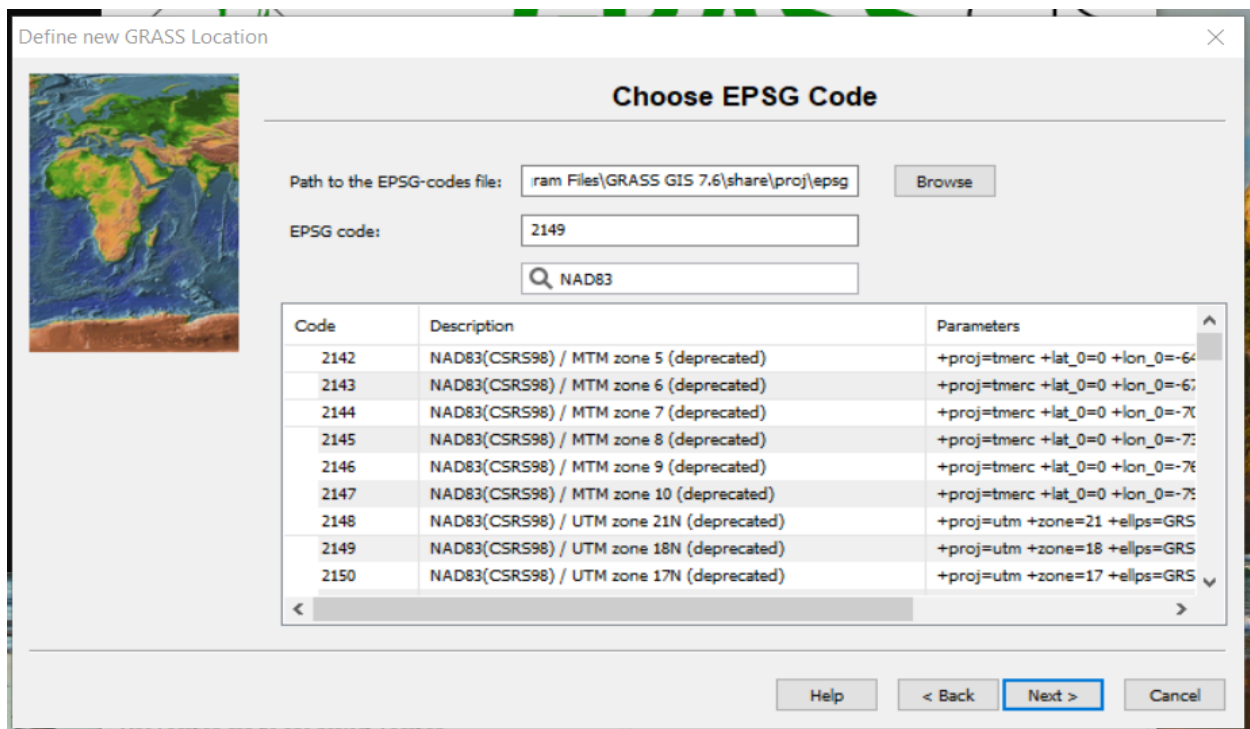 Define new GRASS Location
Choose EPSG Code
Path to the EPSG-codes file: ram Files\GRASS GIS 7.6\share\proj\epsg Browse
EPSG code: 2149
NAD83
Code Description Parameters
2142 NAD83(CSRS98) / MTM zone 5 (deprecated) +proj=tmerc +lat_0=0 +lon_0=-64
2143 NAD83(CSRS98) / MTM zone 6 (deprecated) +proj=tmerc +lat_0=0 +lon_0=-67
2144 NAD83(CSRS98) / MTM zone 7 (deprecated) +proj=tmerc +lat_0=0 +lon_0=-70
2145 NAD83(CSRS98) / MTM zone 8 (deprecated) +proj=tmerc +lat_0=0 +lon_0=-73
2146 NAD83(CSRS98) / MTM zone 9 (deprecated) +proj=tmerc +lat_0=0 +lon_0=-76
2147 NAD83(CSRS98) / MTM zone 10 (deprecated) +proj=tmerc +lat_0=0 +lon_0=-79
2148 NAD83(CSRS98) / UTM zone 21N (deprecated) +proj=utm +zone=21 +ellps=GRS
2149 NAD83(CSRS98) / UTM zone 18N (deprecated) +proj=utm +zone=18 +ellps=GRS
2150 NAD83(CSRS98) / UTM zone 17N (deprecated) +proj=utm +zone=17 +ellps=GRS
Help < Back Next > Cancel